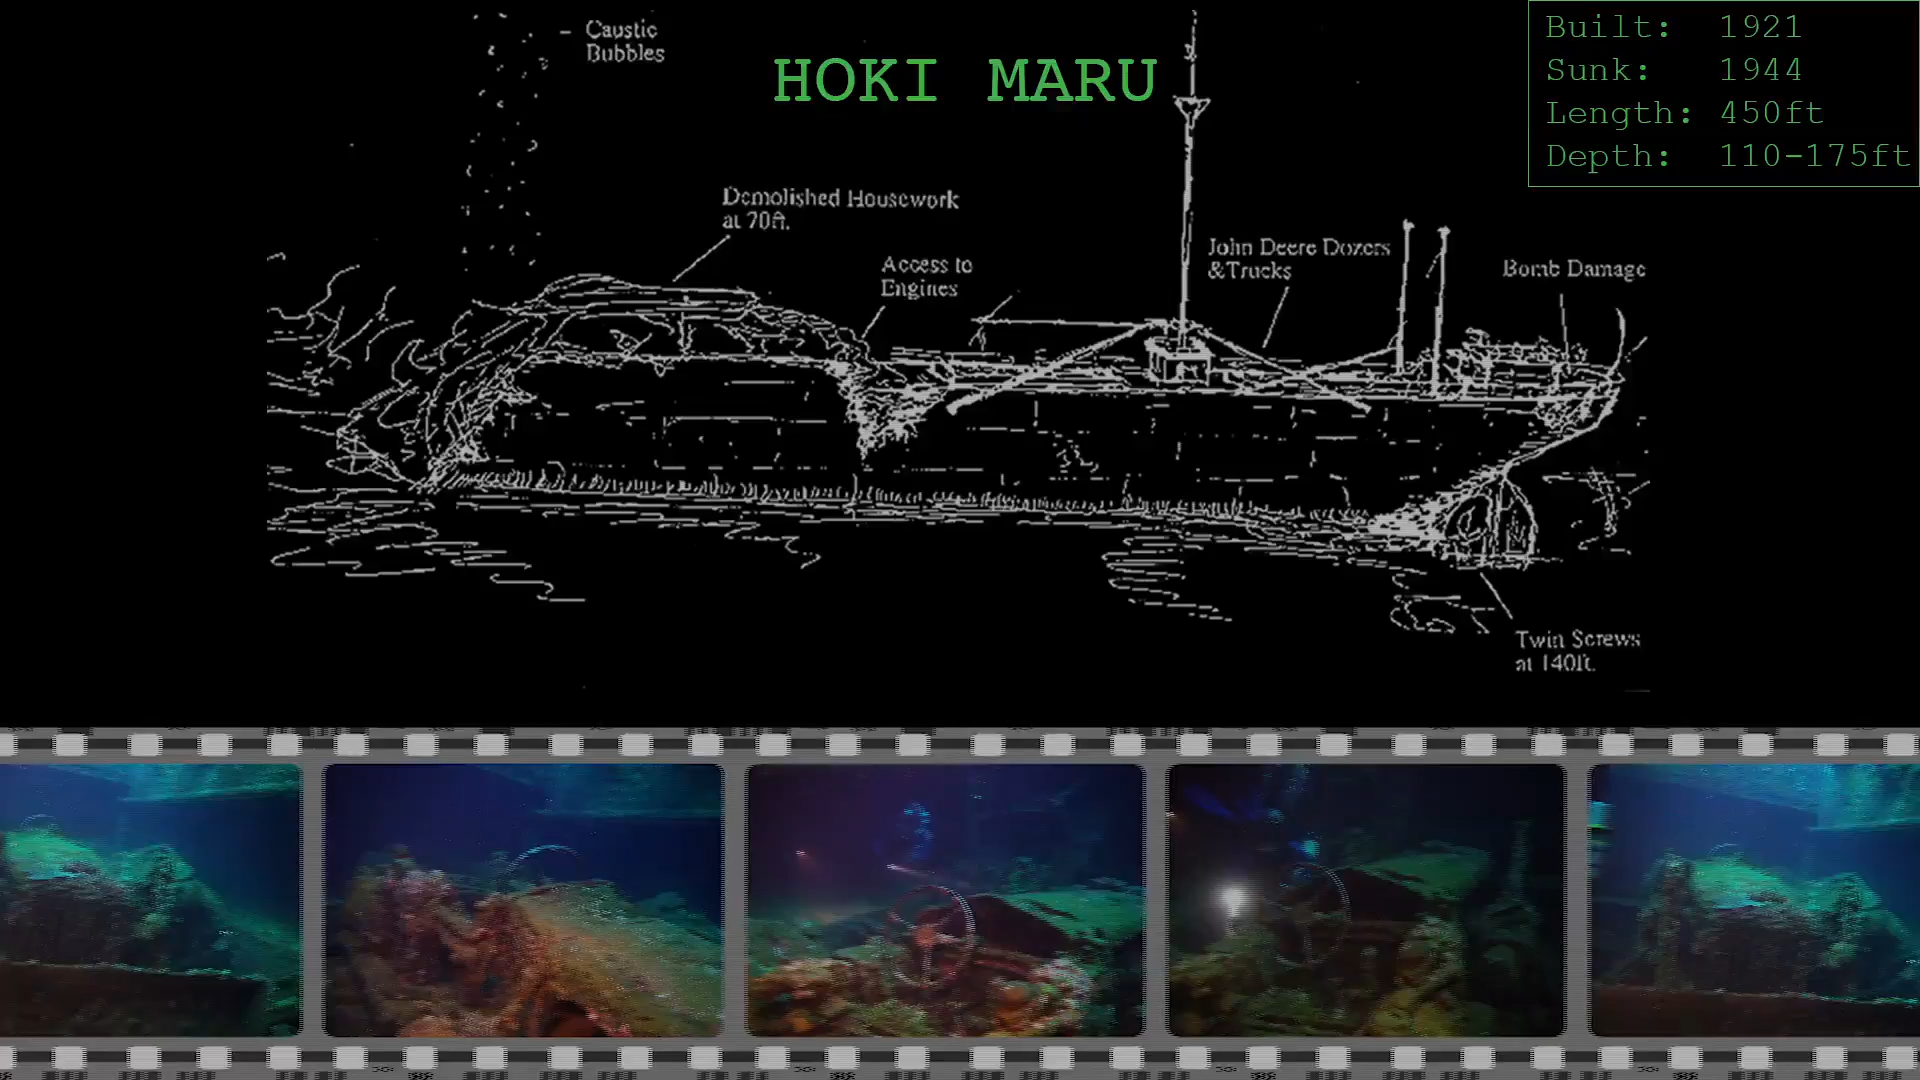 Caustic
Bubbles
HOKI MARU
Built: 1921
Sunk: 1944
Length: 450ft
Depth: 110-175ft
Demolished Housework
at 70ft.
Access to
Engines
John Deere Dozers
&Trucks
Bomb Damage
Twin Screws
at 140ft.